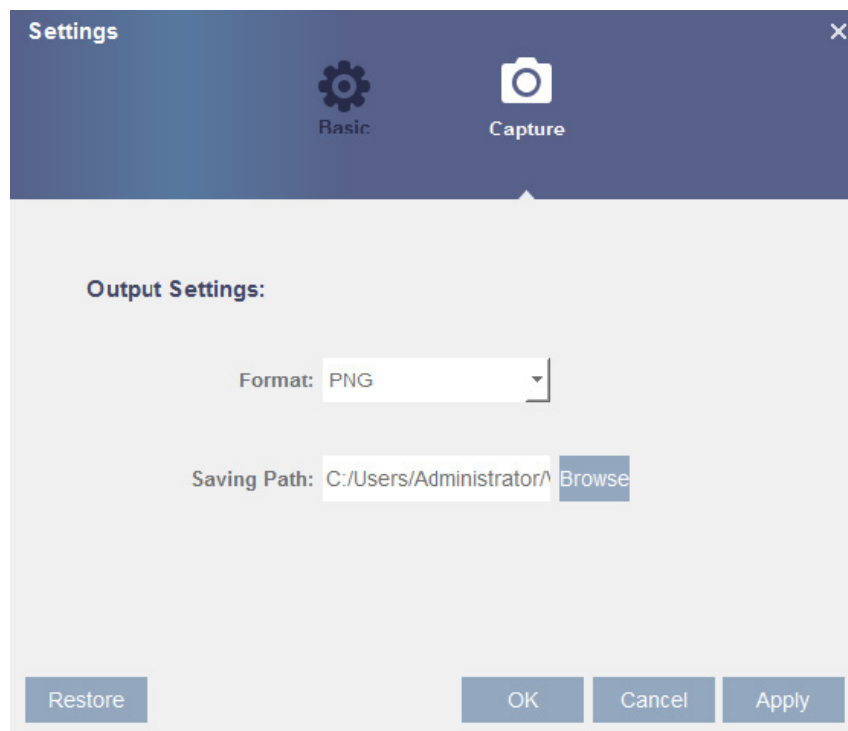 Settings
Basic
Capture
Output Settings:
Format: PNG
Saving Path: C:/Users/Administrator/ Browse
Restore
OK Cancel Apply